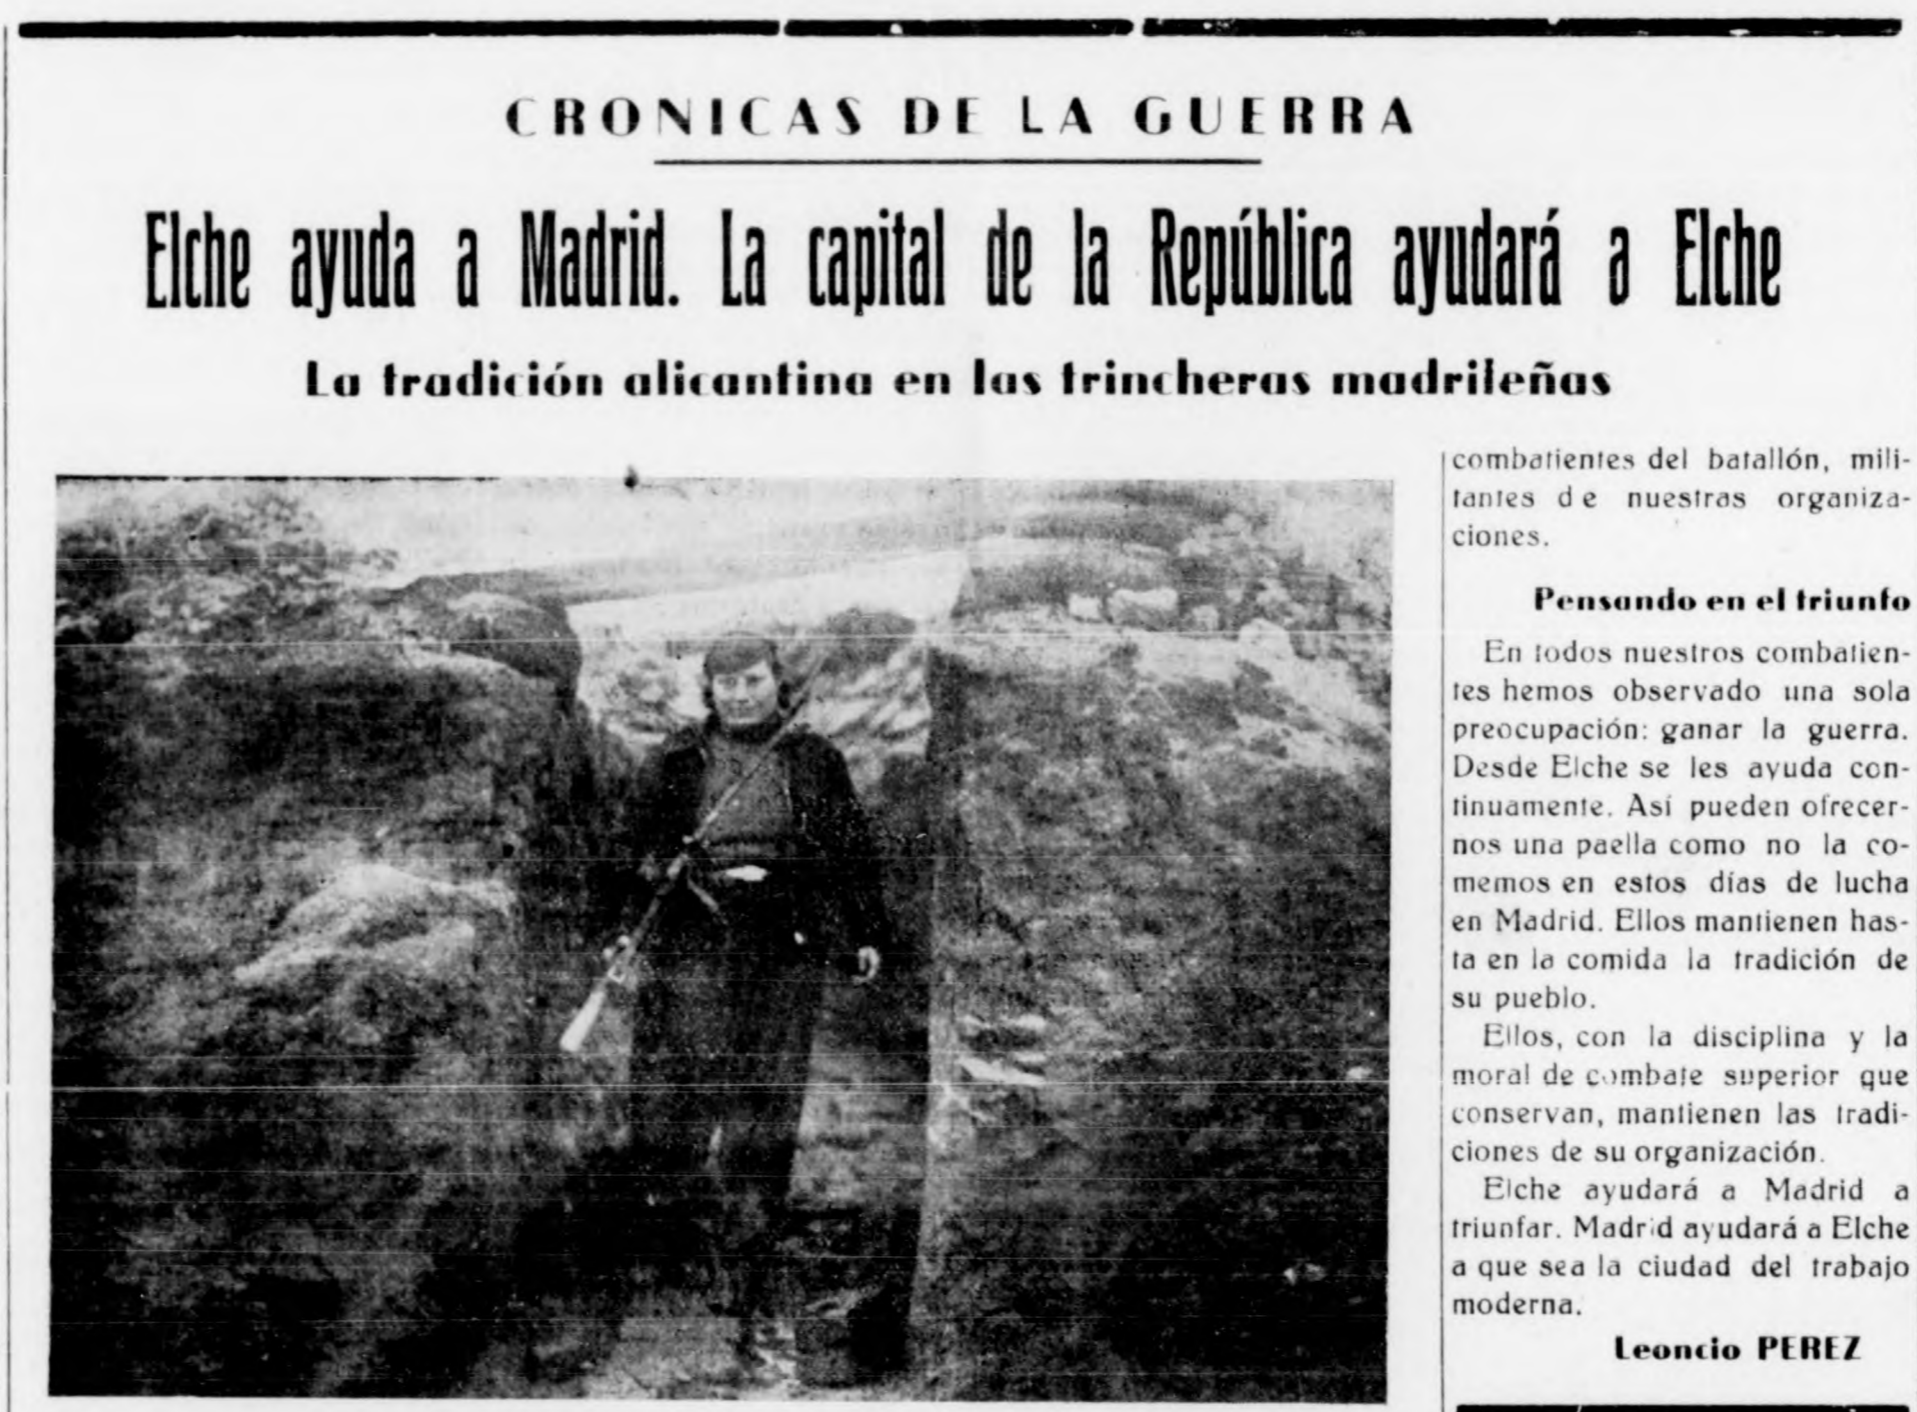 CRONICAS DE LA GUERRA
Elche ayuda a Madrid. La capital de la República ayudará a Elche
La tradición alicantina en las trincheras madrileñas
combatientes del batallón, mili-
tantes de nuestras organiza-
ciones.
Pensando en el triunfo
En todos nuestros combatien-
tes hemos observado una sola
preocupación: ganar la guerra.
Desde Elche se les ayuda con-
tinuamente. Así pueden ofrecer-
nos una paella como no la co-
memos en estos días de lucha
en Madrid. Ellos mantienen has-
ta en la comida la tradición de
su pueblo.
Ellos, con la disciplina y la
moral de combate superior que
conservan, mantienen las tradi-
ciones de su organización.
Elche ayudará a Madrid a
triunfar. Madrid ayudará a Elche
a que sea la ciudad del trabajo
moderna.
Leoncio PEREZ